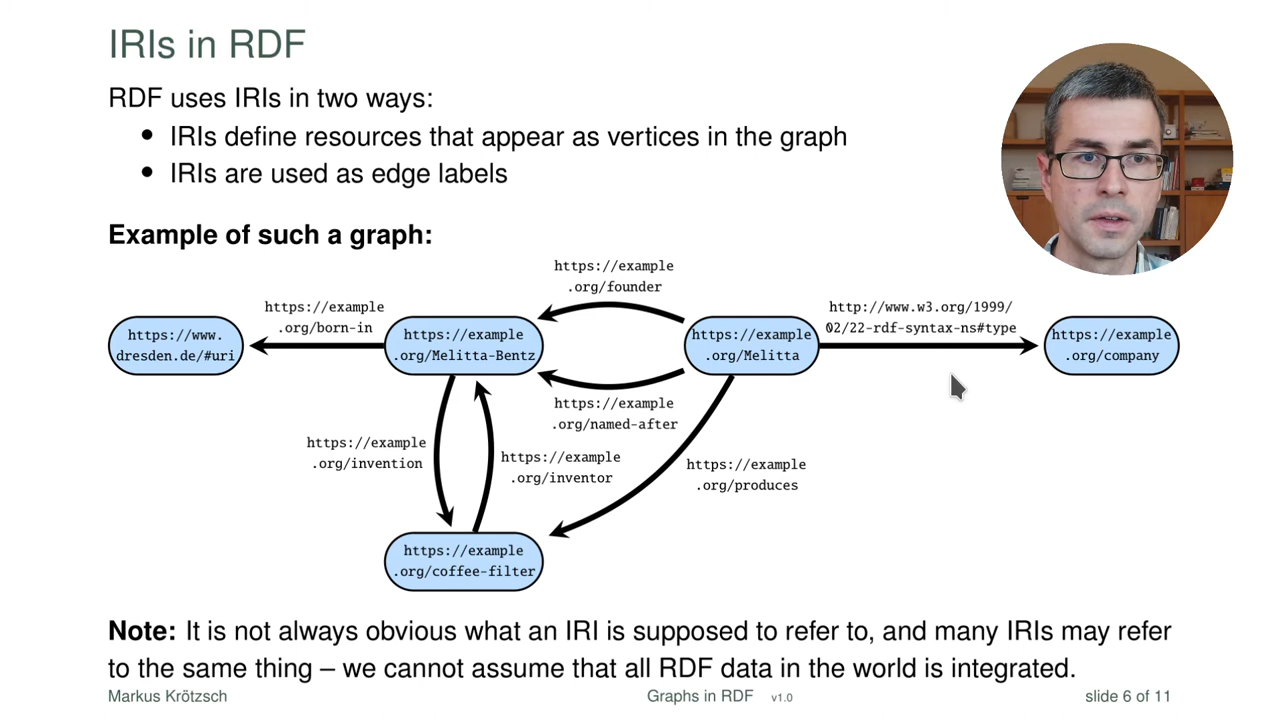 IRIs in RDF
RDF uses IRIs in two ways:
• IRIs define resources that appear as vertices in the graph
• IRIs are used as edge labels
Example of such a graph:
https://example
.org/founder
https://example
.org/born-in
http://www.w3.org/1999/
02/22-rdf-syntax-ns#type
https://www.
dresden.de/#uri
https://example
.org/Melitta-Bentz
https://example
.org/Melitta
https://example
.org/company
https://example
.org/named-after
https://example
.org/invention
https://example
.org/inventor
https://example
.org/produces
https://example
.org/coffee-filter
Note: It is not always obvious what an IRI is supposed to refer to, and many IRIs may refer
to the same thing – we cannot assume that all RDF data in the world is integrated.
Markus Krötzsch Graphs in RDF v1.0 slide 6 of 11